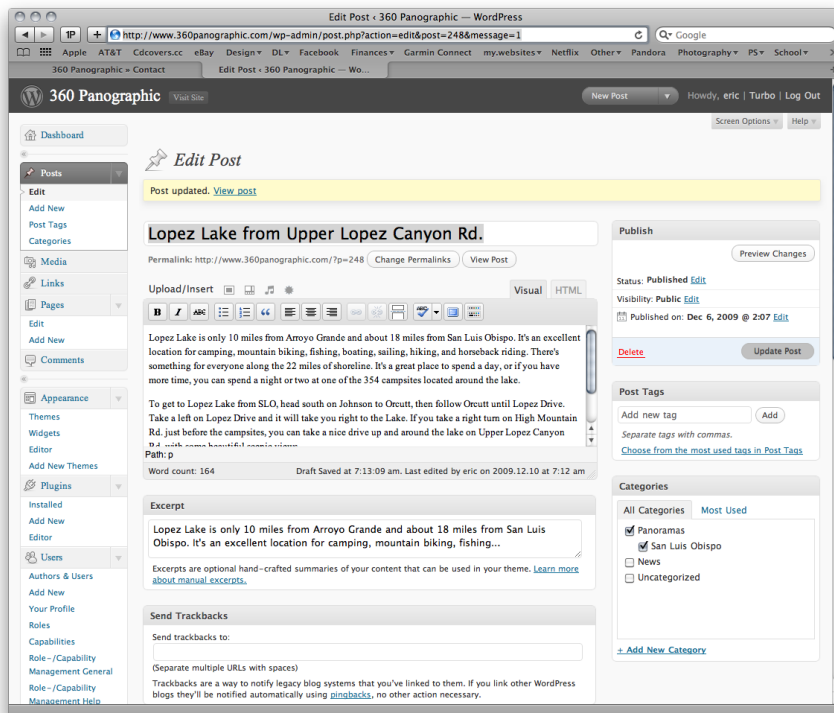 Edit Post ‹ 360 Panographic — WordPress
1P
http://www.360panographic.com/wp-admin/post.php?action=edit&post=248&message=1
Google
Apple AT&T Cdcovers.cc eBay Design DL Facebook Finances Garmin Connect my.websites Netflix Other Pandora Photography PS School
360 Panographic » Contact
Edit Post ‹ 360 Panographic — Wo...
360 Panographic Visit Site
New Post
Howdy, eric | Turbo | Log Out
Screen Options
Help
Dashboard
Posts
Edit
Add New
Post Tags
Categories
Media
Links
Pages
Edit
Add New
Comments
Appearance
Themes
Widgets
Editor
Add New Themes
Plugins
Installed
Add New
Editor
Users
Authors & Users
Add New
Your Profile
Roles
Capabilities
Role-/Capability
Management General
Role-/Capability
Management Help
Edit Post
Post updated. View post
Lopez Lake from Upper Lopez Canyon Rd.
Permalink: http://www.360panographic.com/?p=248 Change Permalinks View Post
Upload/Insert
Visual HTML
B I ABC
ABC
Lopez Lake is only 10 miles from Arroyo Grande and about 18 miles from San Luis Obispo. It's an excellent
location for camping, mountain biking, fishing, boating, sailing, hiking, and horseback riding. There's
something for everyone along the 22 miles of shoreline. It's a great place to spend a day, or if you have
more time, you can spend a night or two at one of the 354 campsites located around the lake.
To get to Lopez Lake from SLO, head south on Johnson to Orcutt, then follow Orcutt until Lopez Drive.
Take a left on Lopez Drive and it will take you right to the Lake. If you take a right turn on High Mountain
Rd. just before the campsites, you can take a nice drive up and around the lake on Upper Lopez Canyon
Rd. with some beautiful scenic views
Path: p
Word count: 164
Draft Saved at 7:13:09 am. Last edited by eric on 2009.12.10 at 7:12 am
Excerpt
Lopez Lake is only 10 miles from Arroyo Grande and about 18 miles from San Luis
Obispo. It's an excellent location for camping, mountain biking, fishing...
Excerpts are optional hand-crafted summaries of your content that can be used in your theme. Learn more
about manual excerpts.
Send Trackbacks
Send trackbacks to:
(Separate multiple URLs with spaces)
Trackbacks are a way to notify legacy blog systems that you've linked to them. If you link other WordPress
blogs they'll be notified automatically using pingbacks, no other action necessary.
Publish
Preview Changes
Status: Published Edit
Visibility: Public Edit
Published on: Dec 6, 2009 @ 2:07 Edit
Delete
Update Post
Post Tags
Add new tag
Add
Separate tags with commas.
Choose from the most used tags in Post Tags
Categories
All Categories Most Used
Panoramas
San Luis Obispo
News
Uncategorized
+ Add New Category